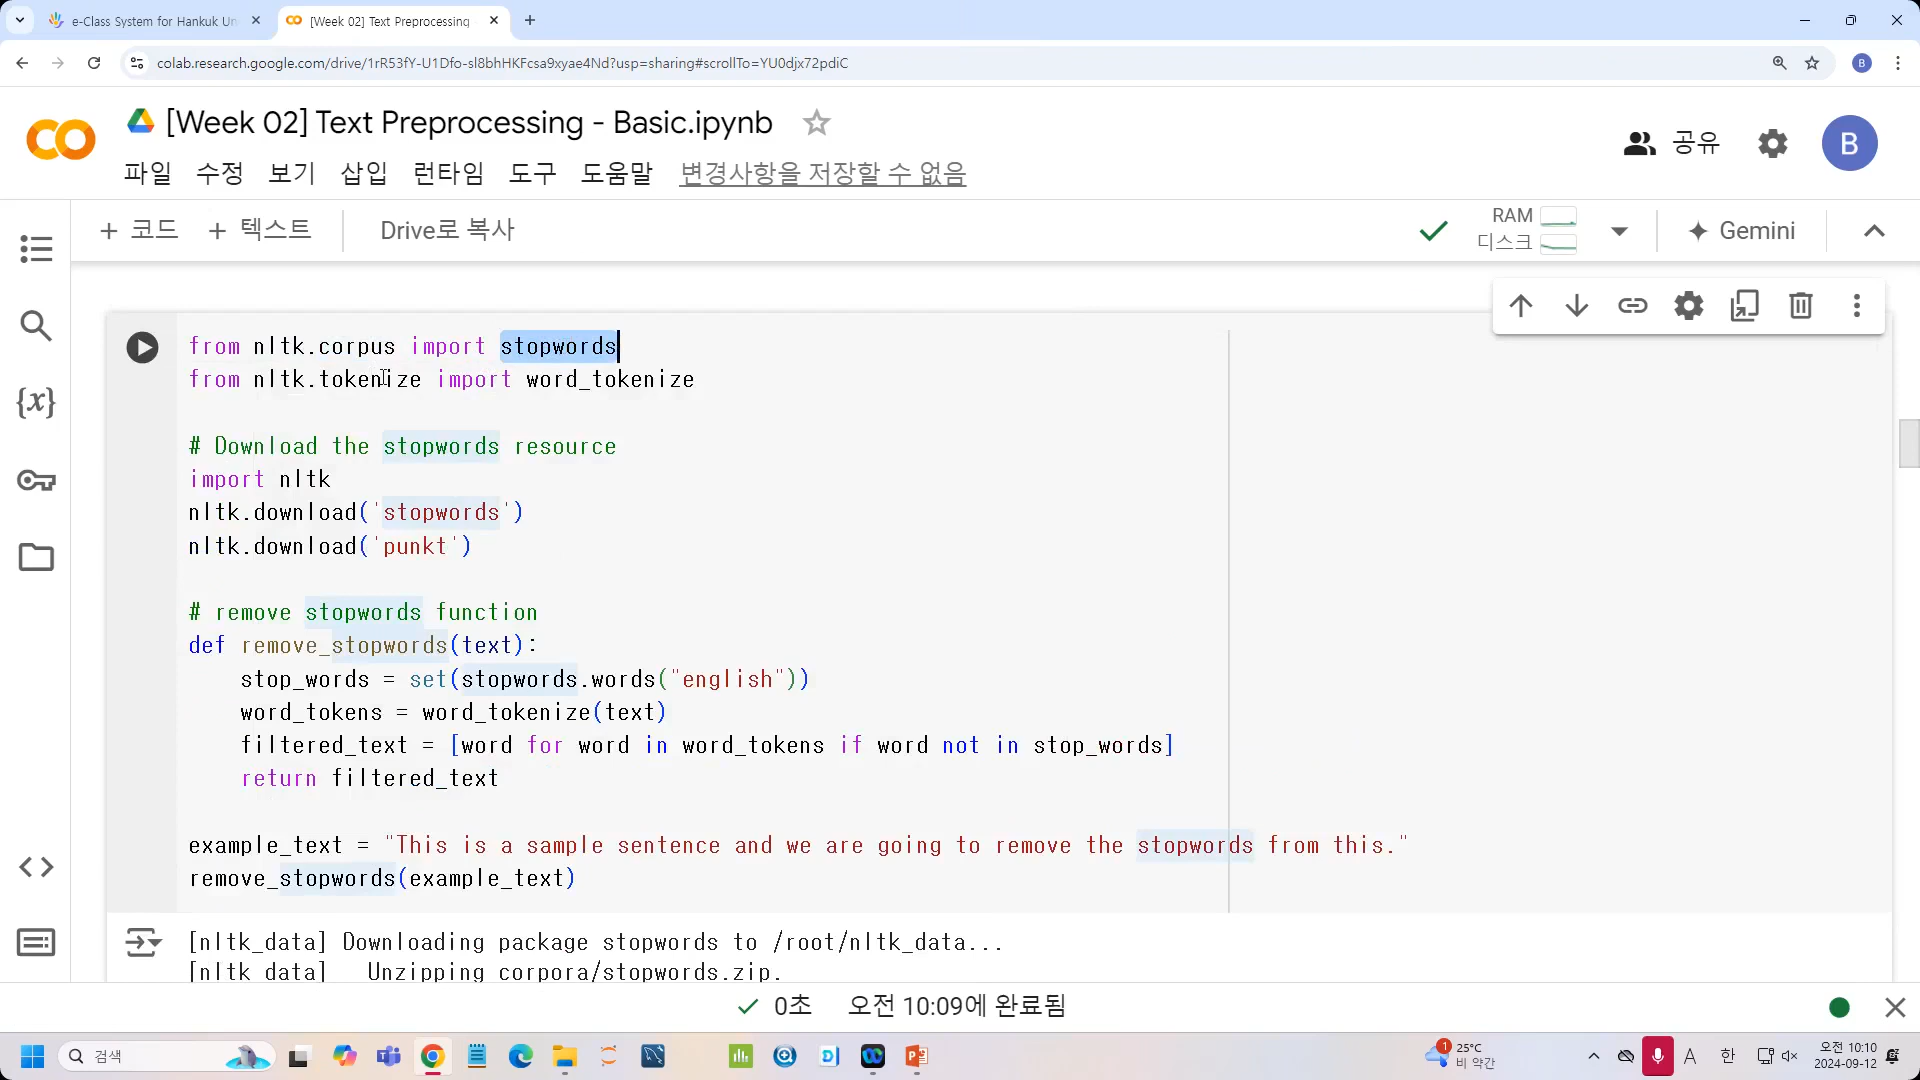 e-Class System for Hankuk Un
[Week 02] Text Preprocessing
colab.research.google.com/drive/1rR53fY-U1Dfo-sl8bhHKFcsa9xyae4Nd?usp=sharing#scrollTo=YU0djx72pdiC
B
[Week 02] Text Preprocessing - Basic.ipynb
공유
B
파일 수정 보기 삽입 런타임 도구 도움말 변경사항을 저장할 수 없음
+ 코드 + 텍스트 Drive로 복사
RAM
디스크
Gemini
{x}
from nltk.corpus import stopwords
from nltk.tokenize import word_tokenize
# Download the stopwords resource
import nltk
nltk.download('stopwords')
nltk.download('punkt')
# remove stopwords function
def remove_stopwords(text):
    stop_words = set(stopwords.words("english"))
    word_tokens = word_tokenize(text)
    filtered_text = [word for word in word_tokens if word not in stop_words]
    return filtered_text
example_text = "This is a sample sentence and we are going to remove the stopwords from this."
remove_stopwords(example_text)
[nltk_data] Downloading package stopwords to /root/nltk_data...
[nltk_data]   Unzipping corpora/stopwords.zip.
0초 오전 10:09에 완료됨
검색
1
25°C
비 약간
A 한
오전 10:10
2024-09-12